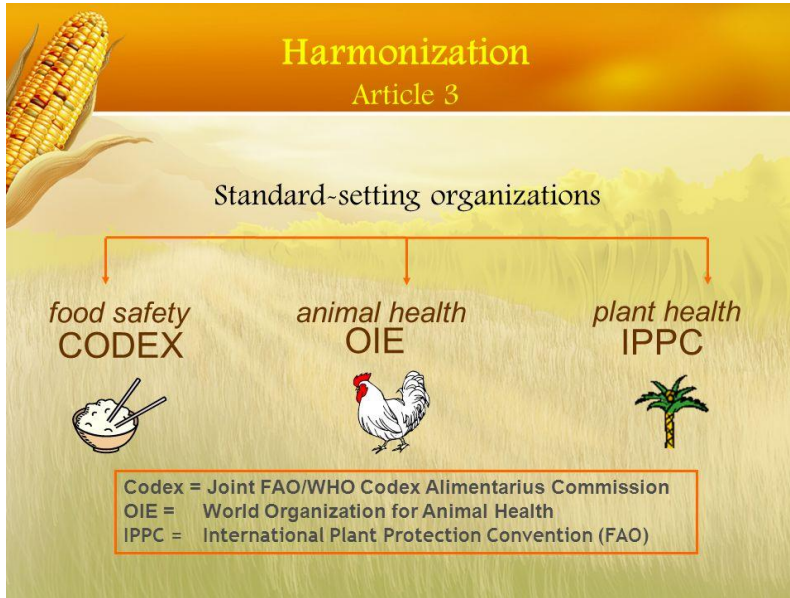 Harmonization
Article 3
Standard-setting organizations
food safety
CODEX
animal health
OIE
plant health
IPPC
Codex = Joint FAO/WHO Codex Alimentarius Commission
OIE = World Organization for Animal Health
IPPC = International Plant Protection Convention (FAO)